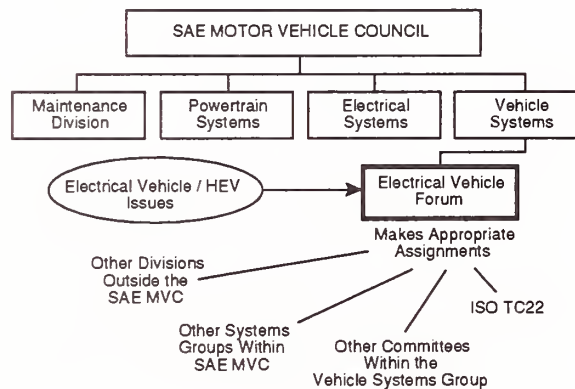 SAE MOTOR VEHICLE COUNCIL
Maintenance
Division
Powertrain
Systems
Electrical
Systems
Vehicle
Systems
Electrical Vehicle / HEV
Issues
Electrical Vehicle
Forum
Makes Appropriate
Assignments
Other Divisions
Outside the
SAE MVC
Other Systems
Groups Within
SAE MVC
Other Committees
Within the
Vehicle Systems Group
ISO TC22